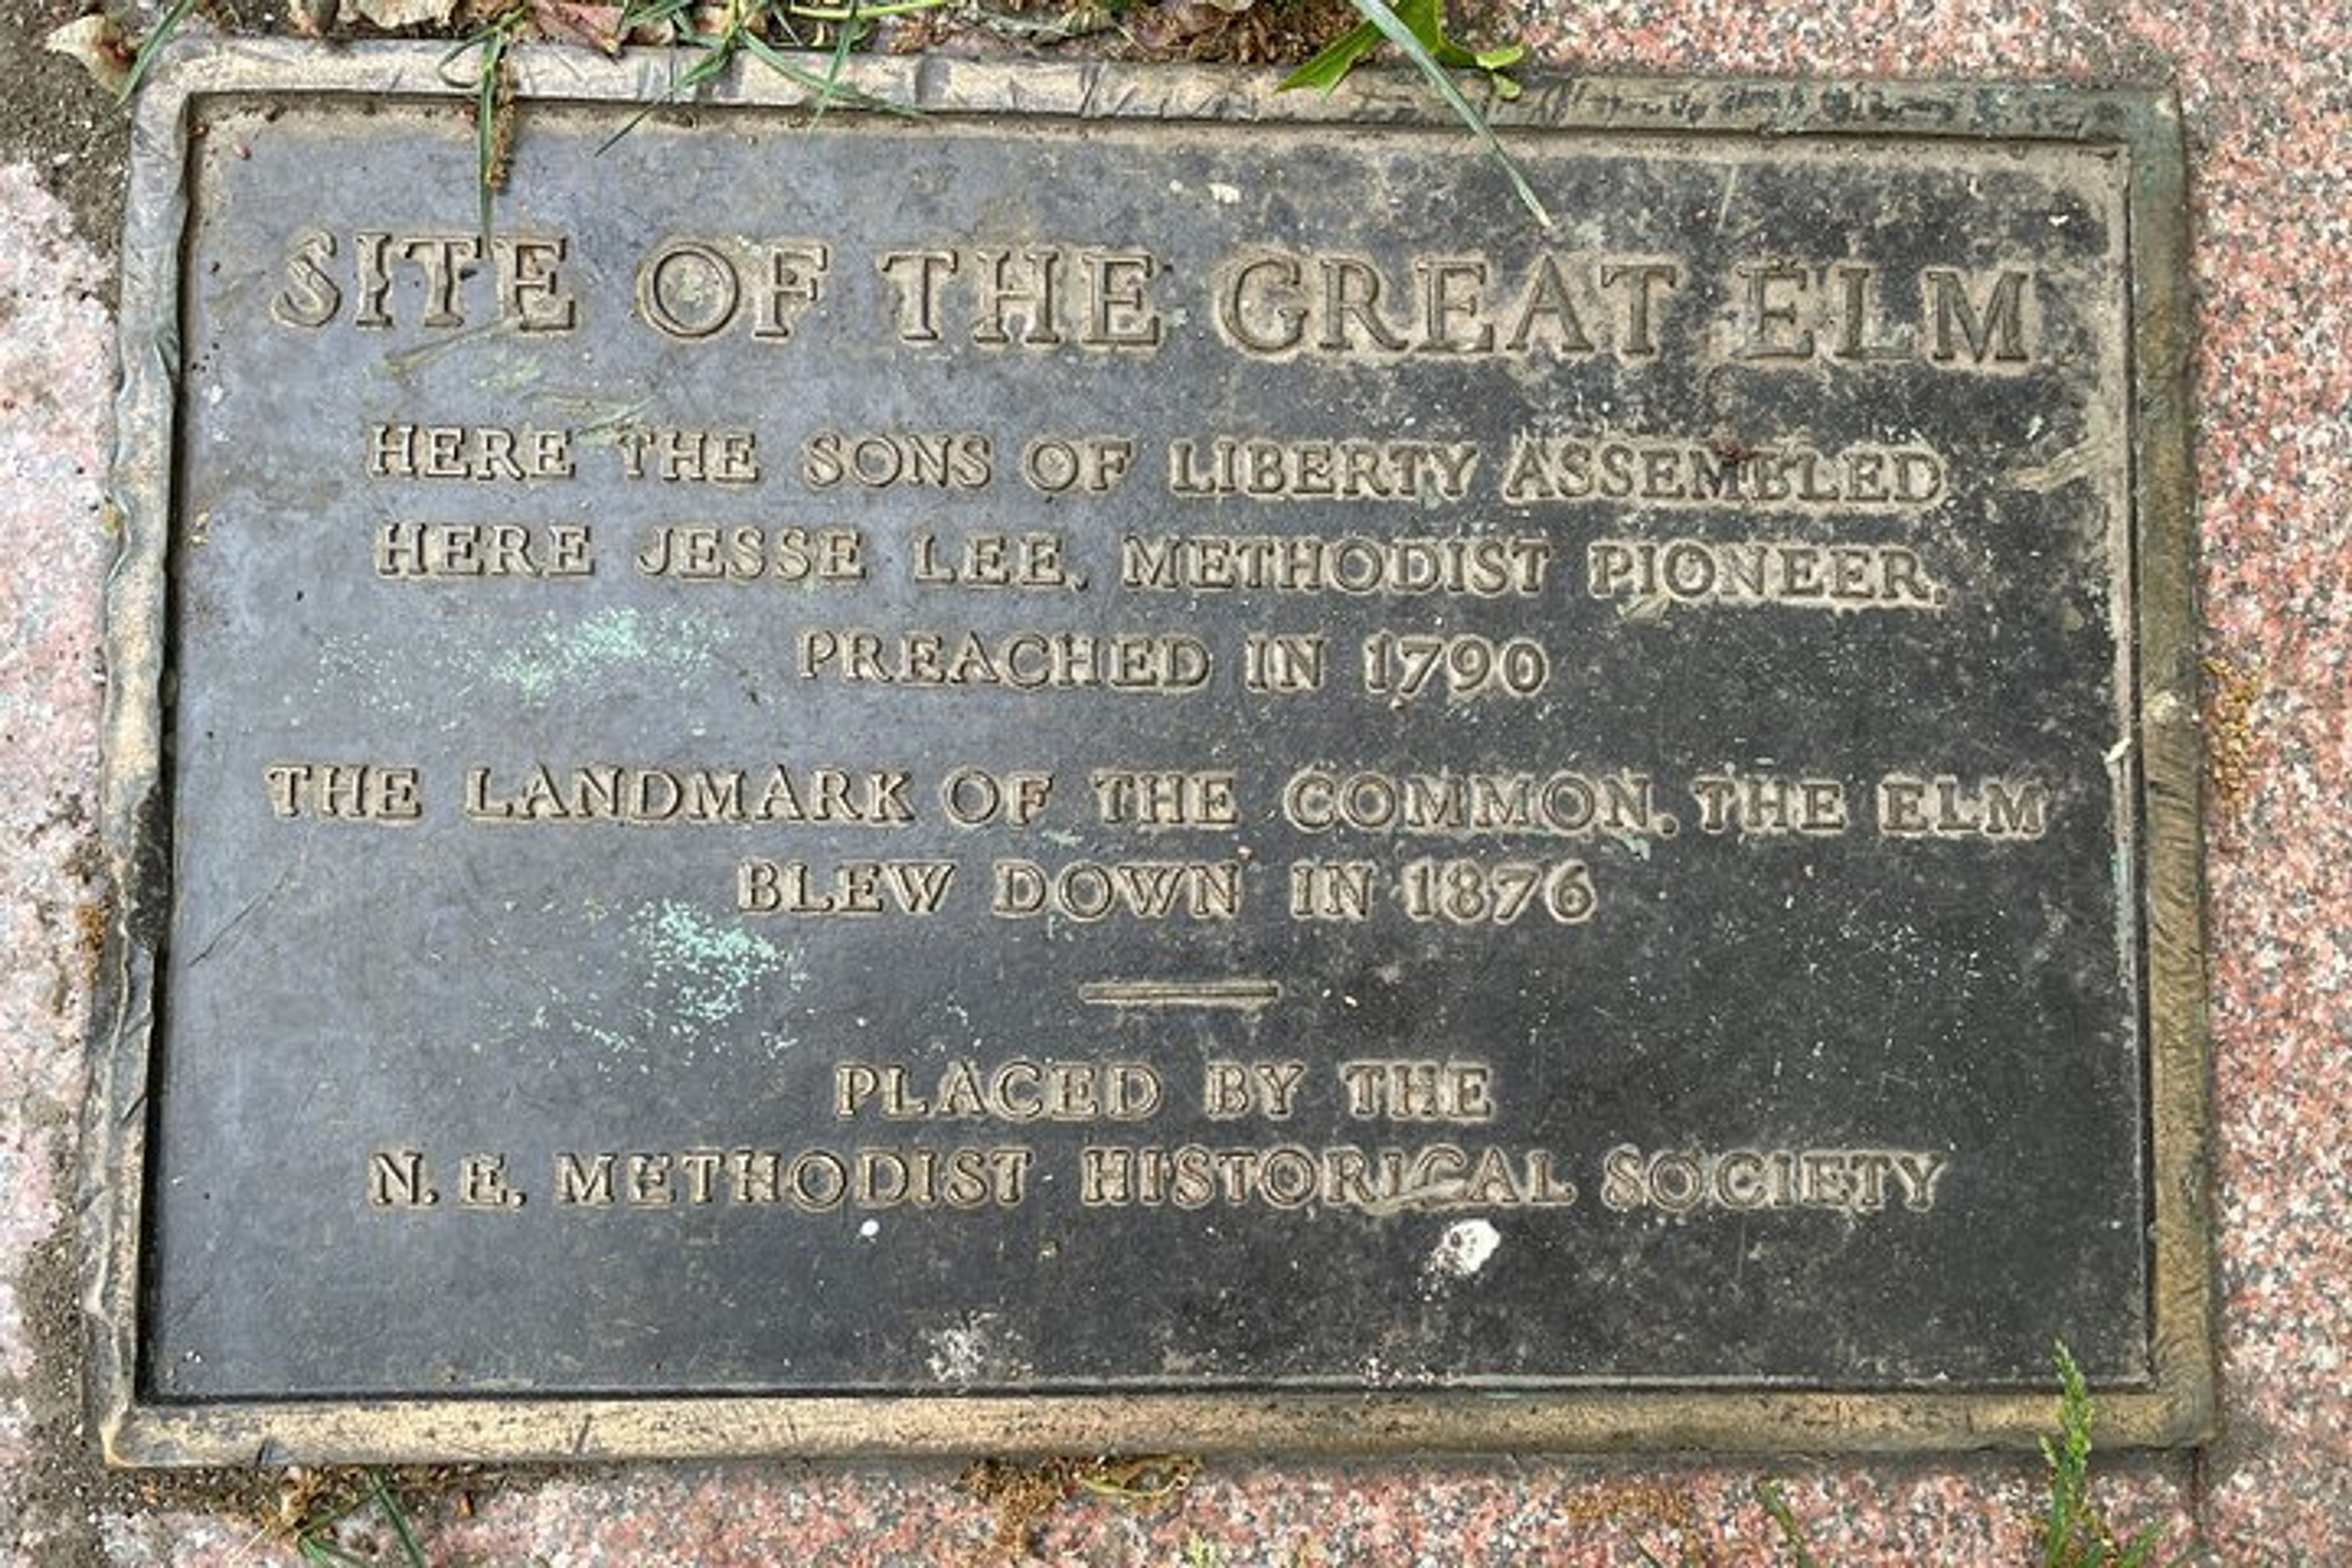 SITE OF THE GREAT ELM
HERE THE SONS OF LIBERTY ASSEMBLED
HERE JESSE LEE, METHODIST PIONEER,
PREACHED IN 1790
THE LANDMARK OF THE COMMON, THE ELM
BLEW DOWN IN 1876
PLACED BY THE
N. E. METHODIST HISTORICAL SOCIETY